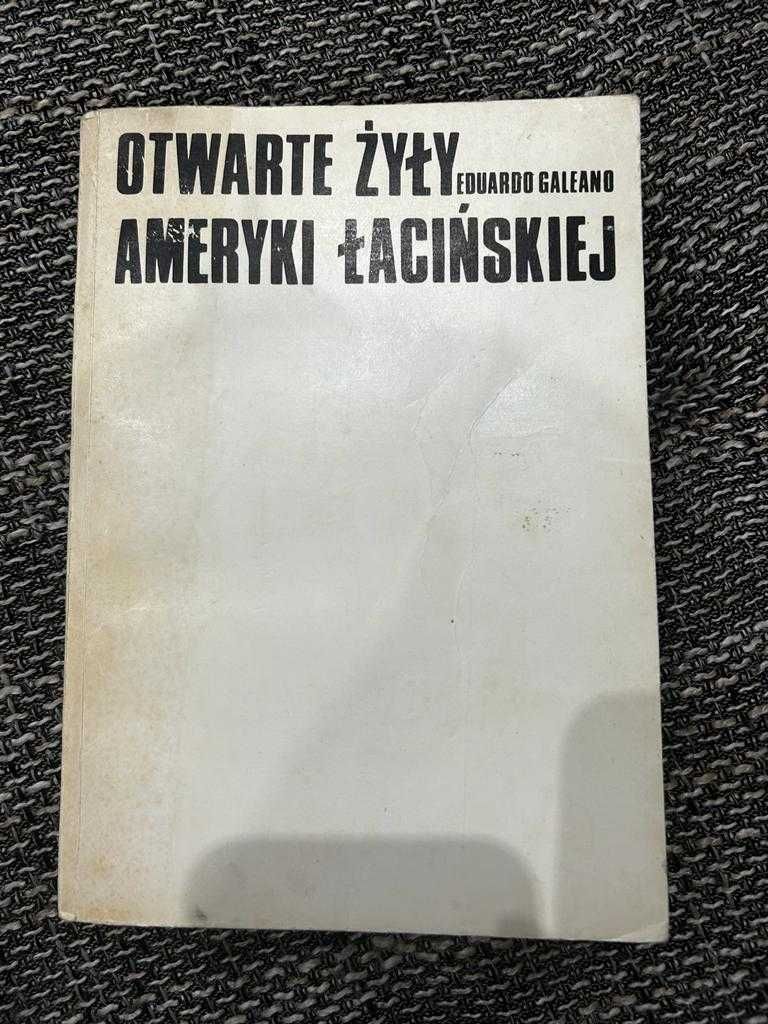 OTWARTE ŻYŁY EDUARDO GALEANO
AMERYKI ŁACIŃSKIEJ